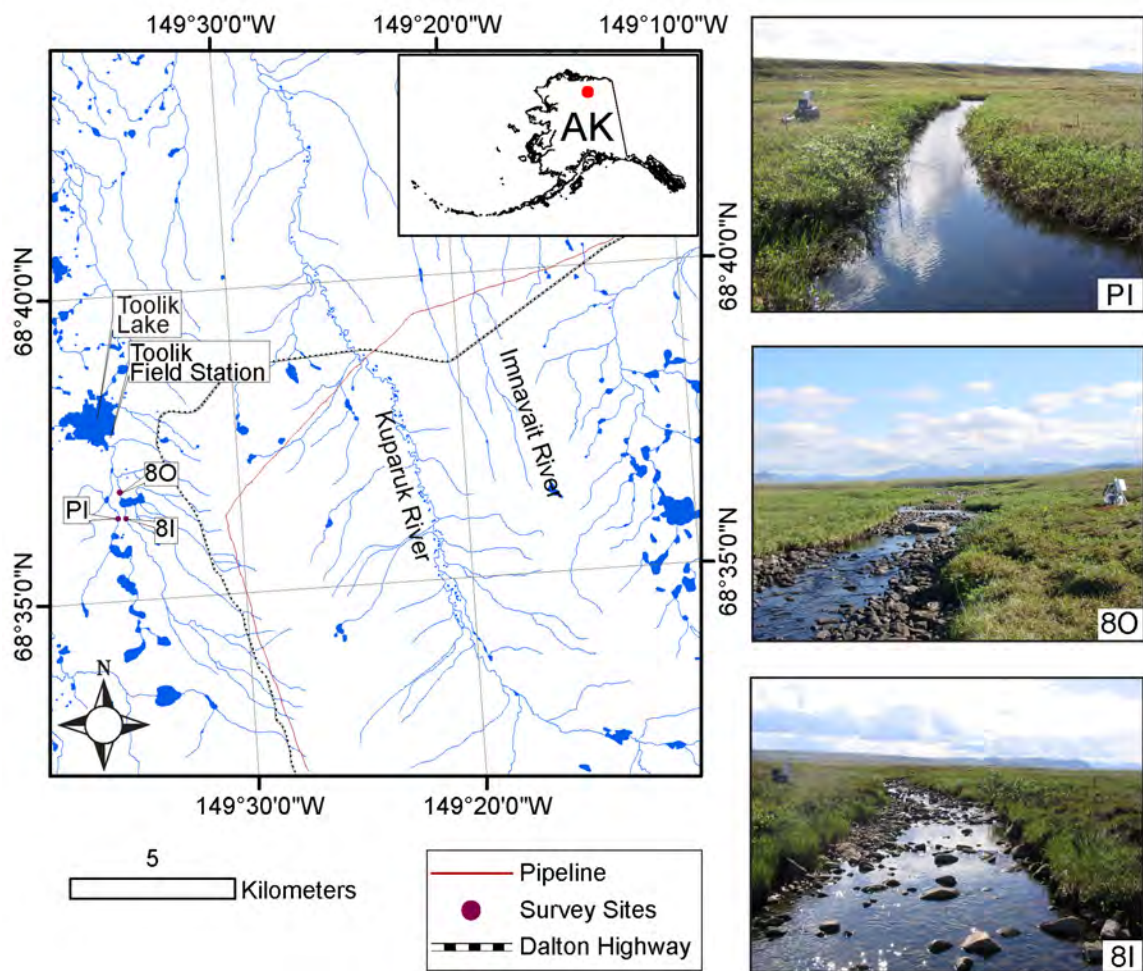 149°30'0"W
149°20'0"W
149°10'0"W
AK
68°40'0"N
68°40'0"N
Toolik
Lake
Toolik
Field Station
Imnavait River
Kuparuk River
8O
PI
8I
68°35'0"N
68°35'0"N
N
149°30'0"W
149°20'0"W
5
Kilometers
Pipeline
Survey Sites
Dalton Highway
PI
8O
8I